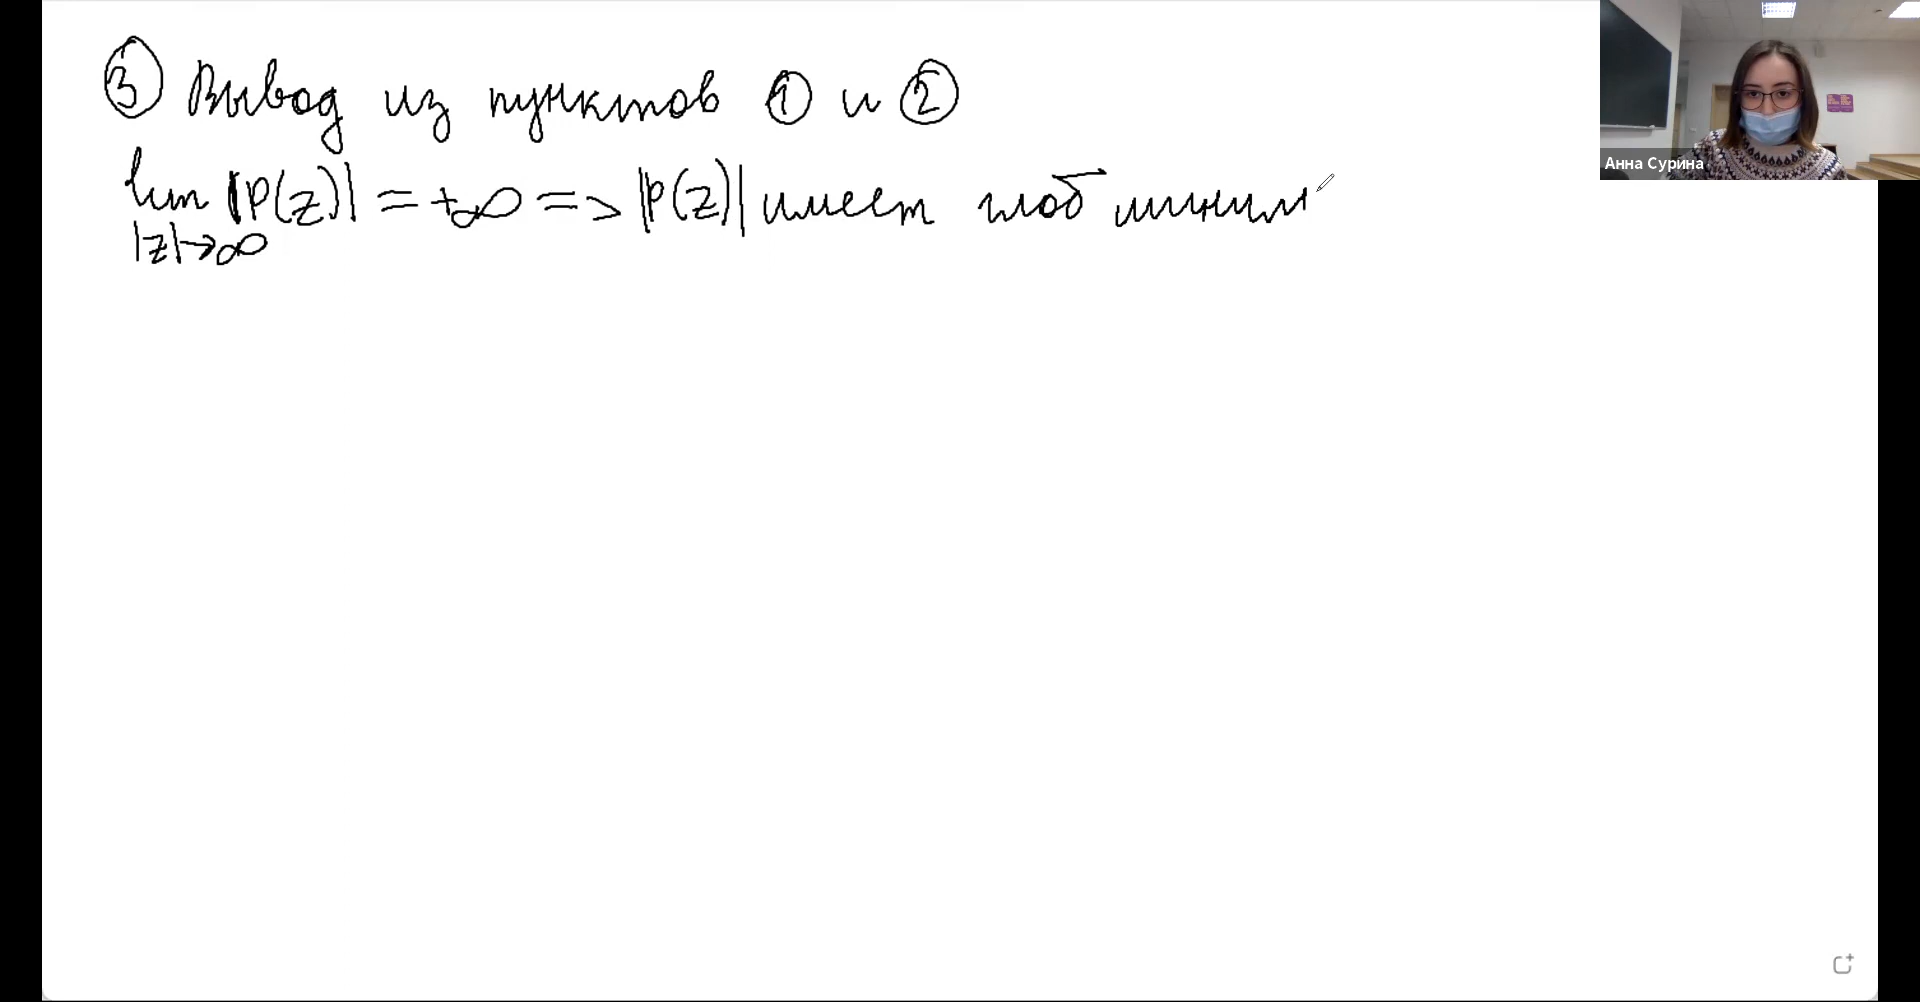 ③ Вывод из пунктов ① и ②
lim |P(z)| = +∞ => |P(z)| имеет глоб миним
|z|→∞
Анна Сурина